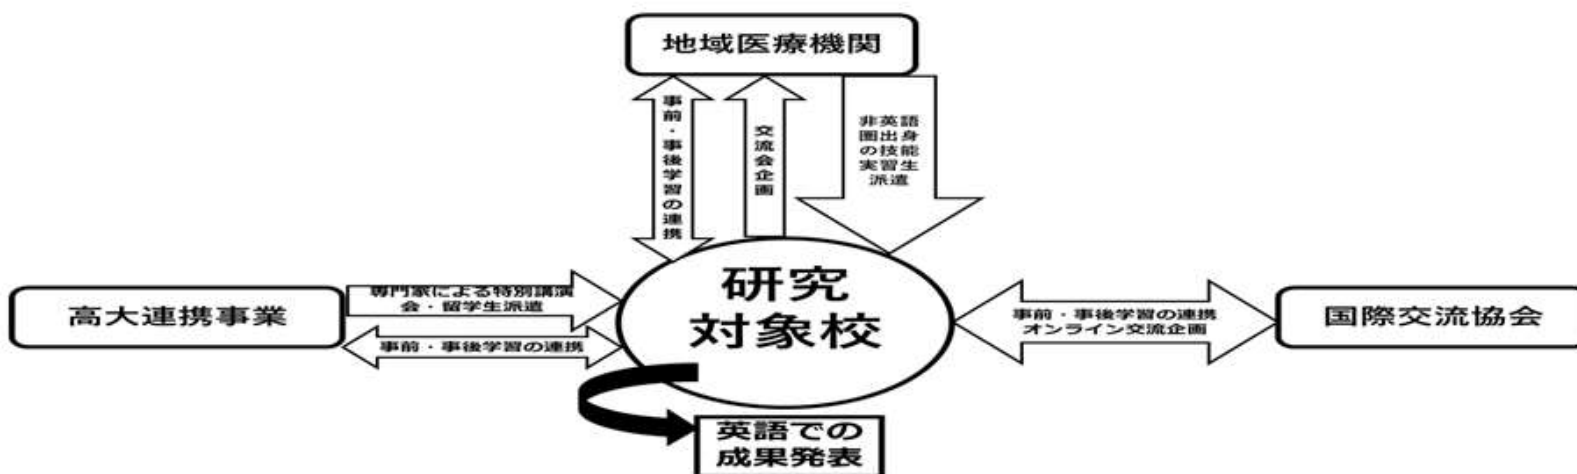 地域医療機関
事前・事後学習の連携
交流会企画
非英語
圏出身
の技能
実習生
派遣
高大連携事業
専門家による特別講演
会・留学生派遣
事前・事後学習の連携
研究
対象校
事前・事後学習の連携
オンライン交流企画
国際交流協会
英語での
成果発表